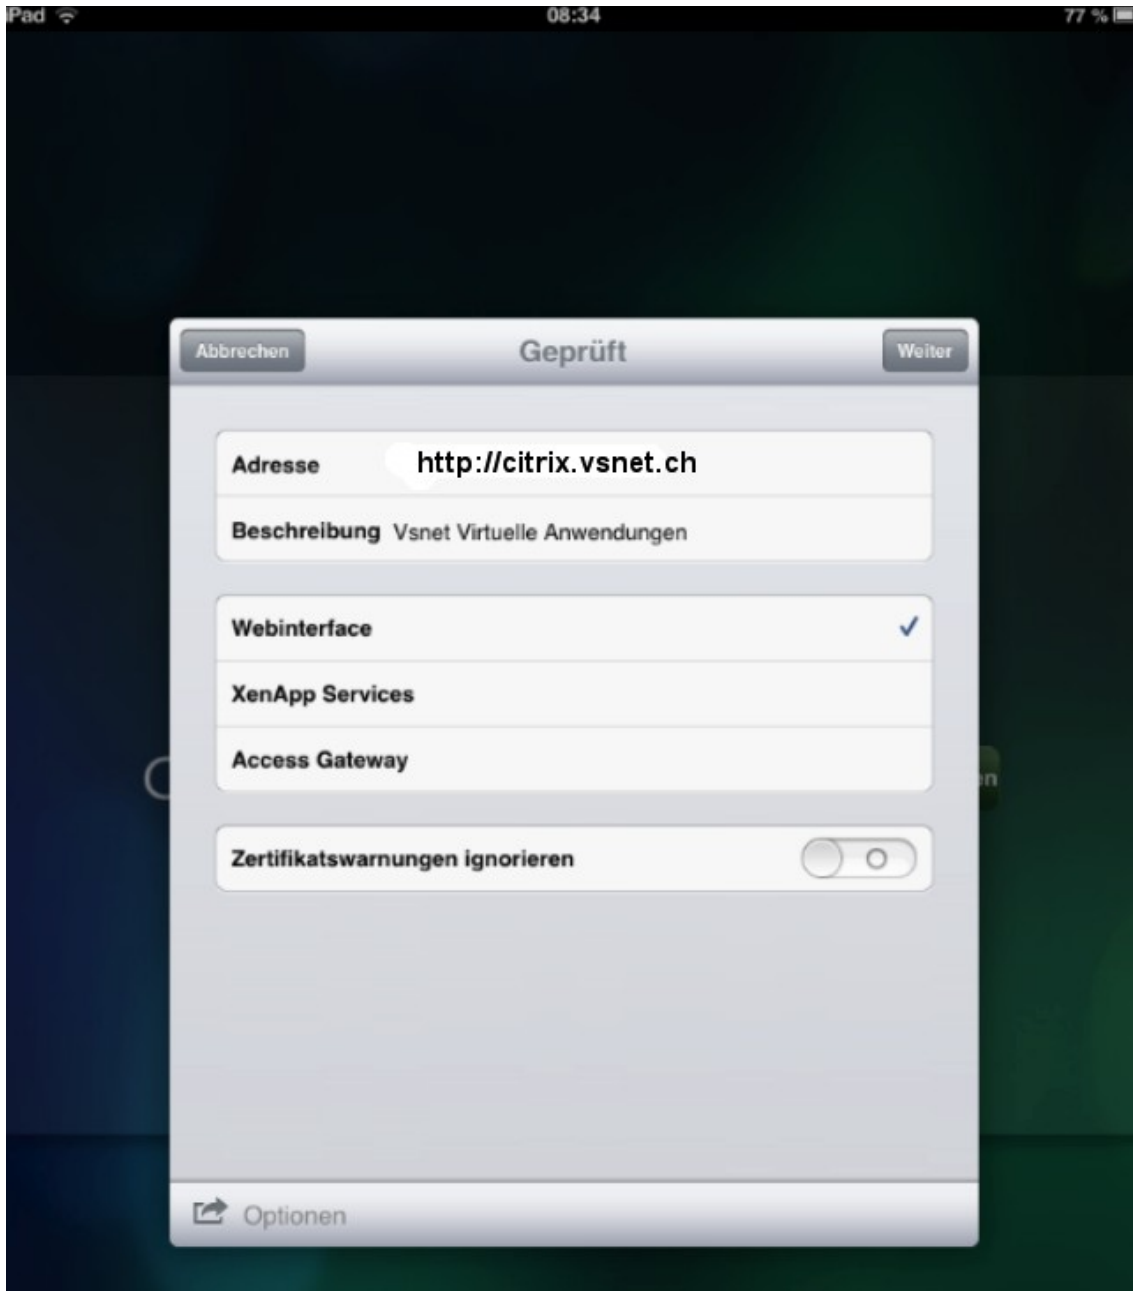 iPad 08:34 77 %
Abbrechen Geprüft Weiter
Adresse http://citrix.vsnet.ch
Beschreibung Vsnet Virtuelle Anwendungen
Webinterface
XenApp Services
Access Gateway
Zertifikatswarnungen ignorieren
Optionen